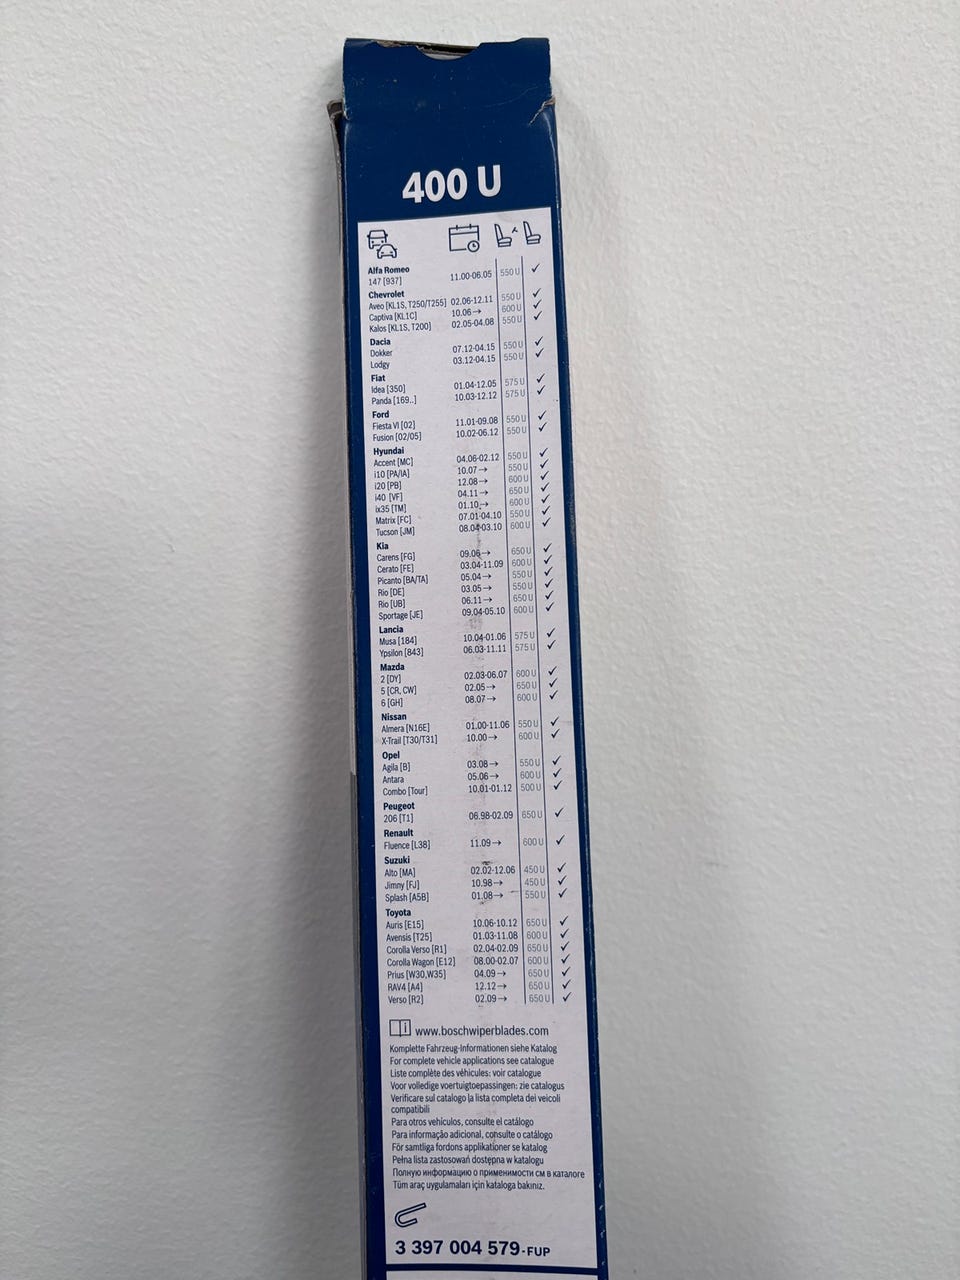 400 U
Alfa Romeo
147 [937] 11.00-06.05 550 U ✓
Chevrolet
Aveo [KL1S, T250/T255] 02.06-12.11 550 U ✓
Captiva [KL1C] 10.06→ 600 U ✓
Kalos [KL1S, T200] 02.05-04.08 550 U ✓
Dacia
Dokker 07.12-04.15 550 U ✓
Lodgy 03.12-04.15 550 U ✓
Fiat
Idea [350] 01.04-12.05 575 U ✓
Panda [169..] 10.03-12.12 575 U ✓
Ford
Fiesta VI [02] 11.01-09.08 550 U ✓
Fusion [02/05] 10.02-06.12 550 U ✓
Hyundai
Accent [MC] 04.06-02.12 550 U ✓
i10 [PA/IA] 10.07→ 550 U ✓
i20 [PB] 12.08→ 600 U ✓
i40 [VF] 04.11→ 650 U ✓
ix35 [TM] 01.10→ 600 U ✓
Matrix [FC] 07.01-04.10 550 U ✓
Tucson [JM] 08.04-03.10 600 U ✓
Kia
Carens [FG] 09.06→ 650 U ✓
Cerato [FE] 03.04-11.09 600 U ✓
Picanto [BA/TA] 05.04→ 550 U ✓
Rio [DE] 03.05→ 550 U ✓
Rio [UB] 06.11→ 650 U ✓
Sportage [JE] 09.04-05.10 600 U ✓
Lancia
Musa [184] 10.04-01.06 575 U ✓
Ypsilon [843] 06.03-11.11 575 U ✓
Mazda
2 [DY] 02.03-06.07 600 U ✓
5 [CR, CW] 02.05→ 650 U ✓
6 [GH] 08.07→ 600 U ✓
Nissan
Almera [N16E] 01.00-11.06 550 U ✓
X-Trail [T30/T31] 10.00→ 600 U ✓
Opel
Agila [B] 03.08→ 550 U ✓
Antara 05.06→ 600 U ✓
Combo [Tour] 10.01-01.12 500 U ✓
Peugeot
206 [T1] 06.98-02.09 650 U ✓
Renault
Fluence [L38] 11.09→ 600 U ✓
Suzuki
Alto [MA] 02.02-12.06 450 U ✓
Jimny [FJ] 10.98→ 450 U ✓
Splash [A5B] 01.08→ 550 U ✓
Toyota
Auris [E15] 10.06-10.12 650 U ✓
Avensis [T25] 01.03-11.08 600 U ✓
Corolla Verso [R1] 02.04-02.09 650 U ✓
Corolla Wagon [E12] 08.00-02.07 600 U ✓
Prius [W30,W35] 04.09→ 650 U ✓
RAV4 [A4] 12.12→ 650 U ✓
Verso [R2] 02.09→ 650 U ✓
www.boschwiperblades.com
Komplette Fahrzeug-Informationen siehe Katalog
For complete vehicle applications see catalogue
Liste complète des véhicules: voir catalogue
Voor volledige voertuigtoepassingen: zie catalogus
Verificare sul catalogo la lista completa dei veicoli
compatibili
Para otros vehículos, consulte el catálogo
Para informação adicional, consulte o catálogo
För samtliga fordons applikationer se katalog
Pełna lista zastosowań dostępna w katalogu
Полную информацию о применимости см в каталоге
Tüm araç uygulamaları için kataloga bakınız.
3 397 004 579-FUP